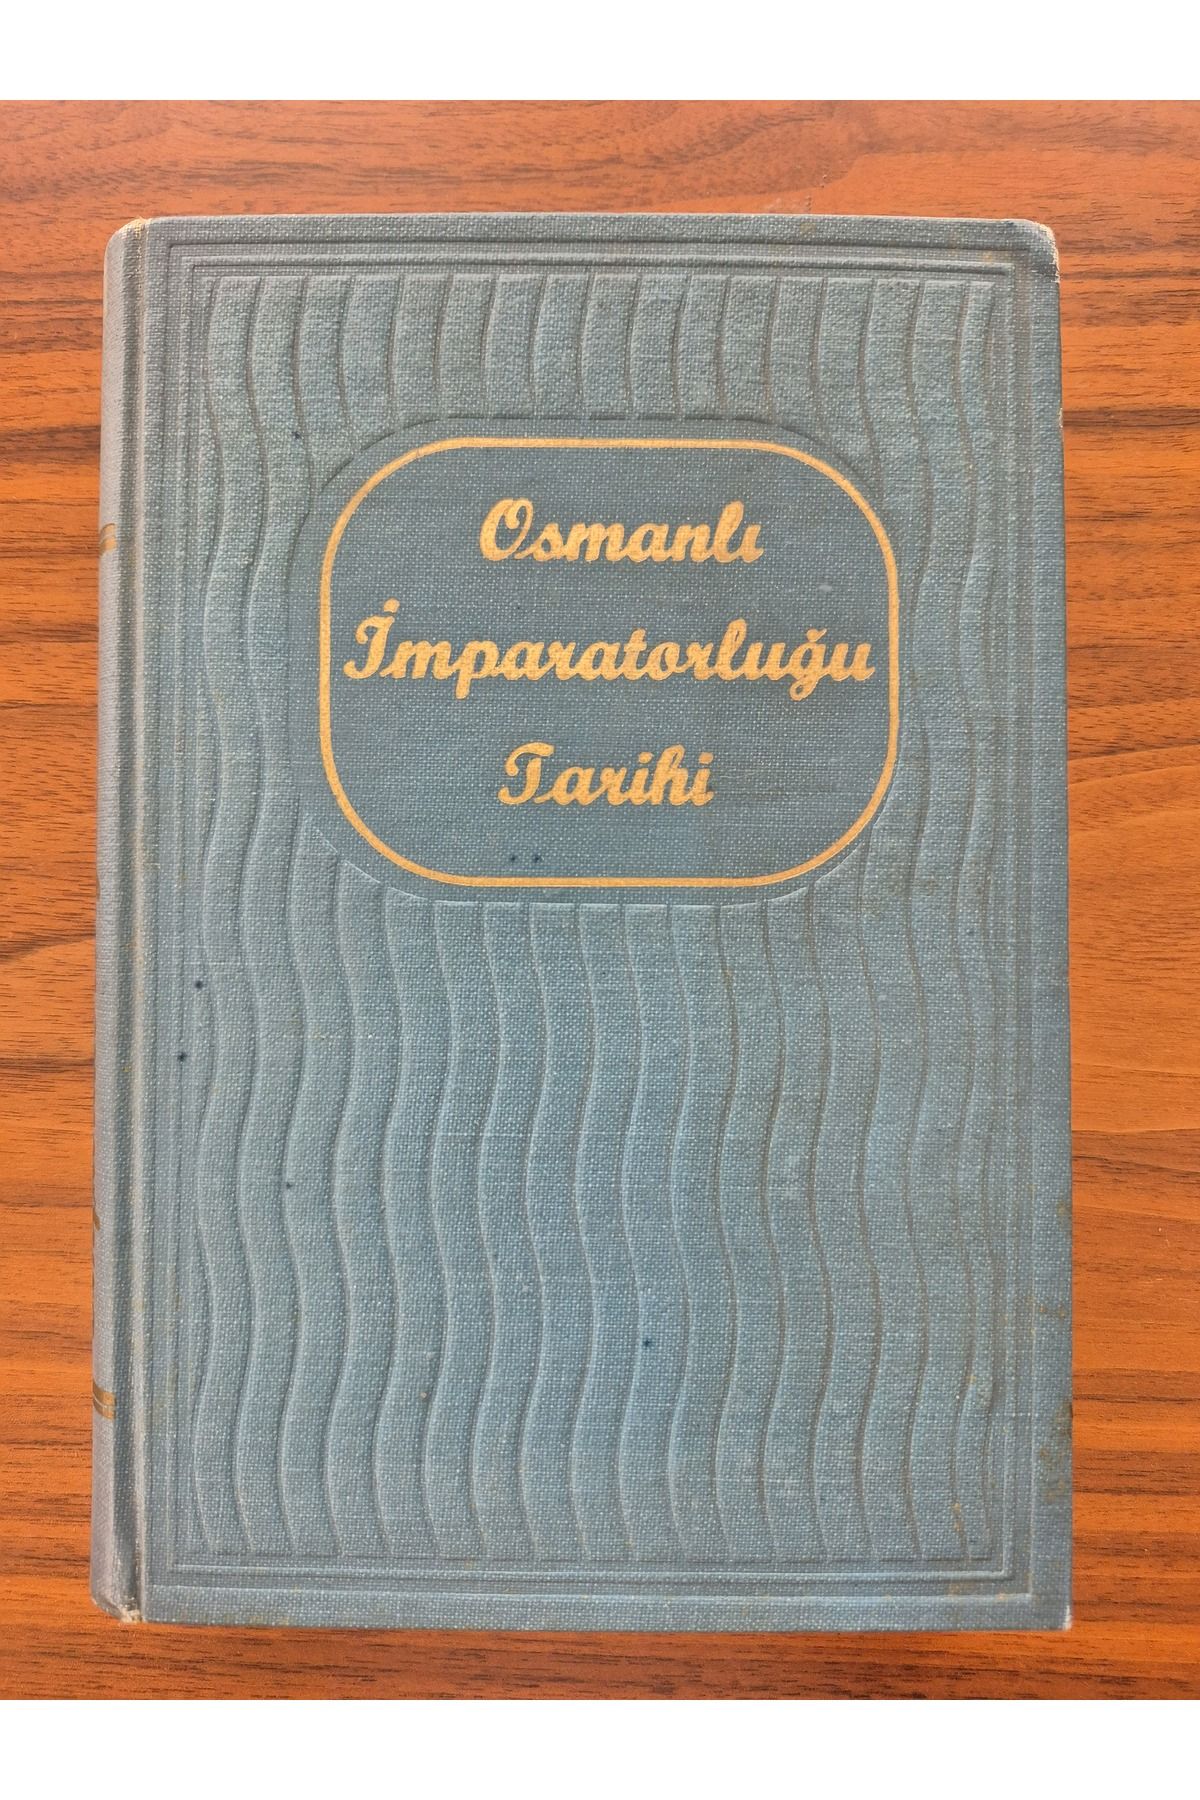 Osmanlı
İmparatorluğu
Tarihi